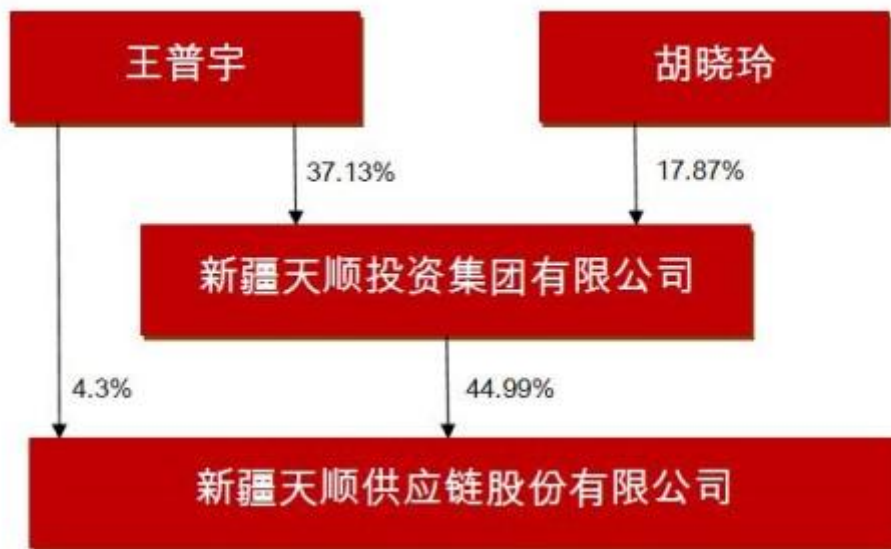 王普宇
胡晓玲
37.13%
17.87%
新疆天顺投资集团有限公司
4.3%
44.99%
新疆天顺供应链股份有限公司